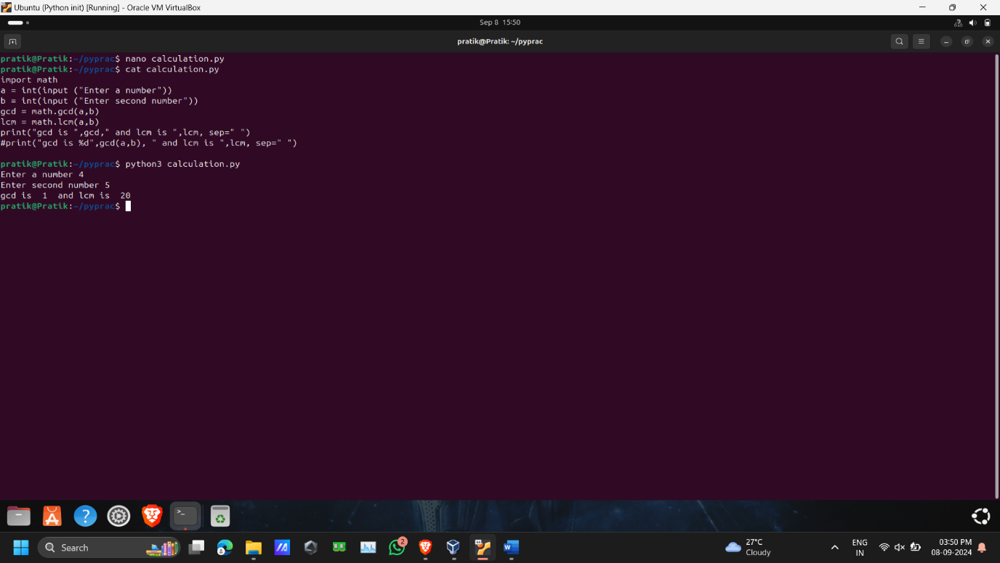 Ubuntu (Python init) [Running] - Oracle VM VirtualBox
Sep 8 15:50
pratik@Pratik: ~/pyprac
pratik@Pratik:~/pyprac$ nano calculation.py
pratik@Pratik:~/pyprac$ cat calculation.py
import math
a = int(input ("Enter a number"))
b = int(input ("Enter second number"))
gcd = math.gcd(a,b)
lcm = math.lcm(a,b)
print("gcd is ",gcd," and lcm is ",lcm, sep=" ")
#print("gcd is %d",gcd(a,b), " and lcm is ",lcm, sep=" ")
pratik@Pratik:~/pyprac$ python3 calculation.py
Enter a number 4
Enter second number 5
gcd is  1  and lcm is  20
pratik@Pratik:~/pyprac$
Search
2
27°C
Cloudy
ENG
IN
03:50 PM
08-09-2024